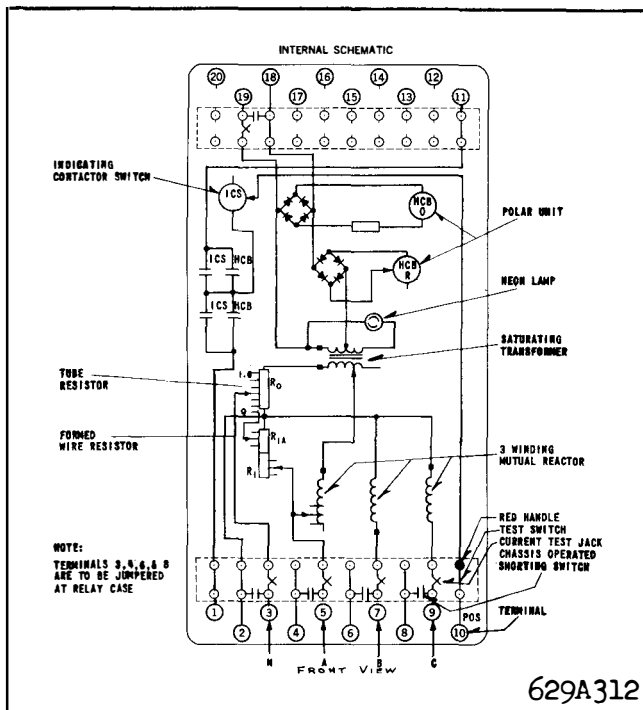 INTERNAL SCHEMATIC
20
18
16
14
12
19
17
15
13
11
INDICATING
CONTACTOR SWITCH
ICS
HCB
O
POLAR UNIT
HCB
R
ICS
HCB
ICS
HCB
NEON LAMP
SATURATING
TRANSFORMER
TUBE
RESISTOR
1.6
R0
0
FORMED
WIRE RESISTOR
R1A
R1
3 WINDING
MUTUAL REACTOR
RED HANDLE
TEST SWITCH
CURRENT TEST JACK
CHASSIS OPERATED
SHORTING SWITCH
NOTE:
TERMINALS 3,4,6,& 8
ARE TO BE JUMPERED
AT RELAY CASE
1
3
5
7
9
POS
TERMINAL
2
4
6
8
10
N
A
B
C
FRONT VIEW
629A312